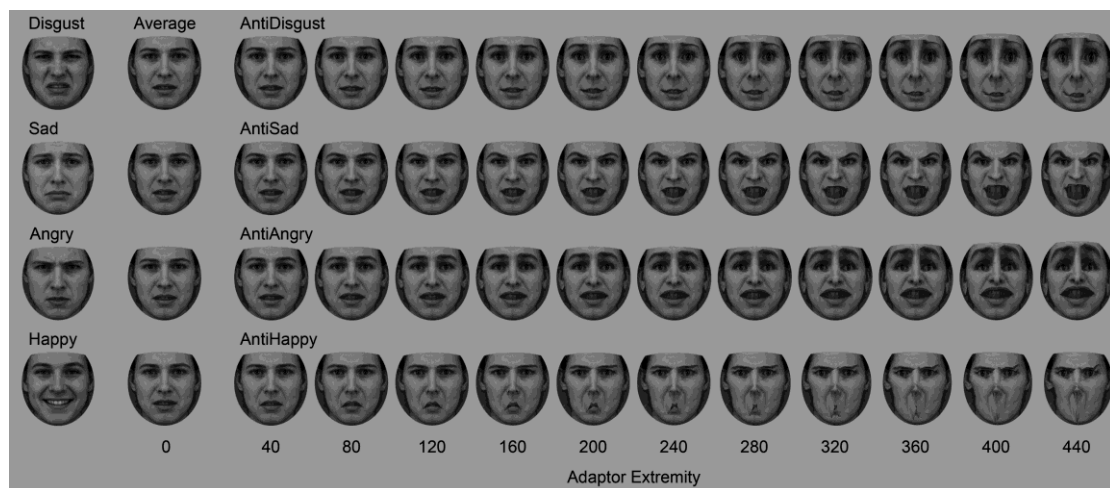 Disgust Average AntiDisgust
Sad AntiSad
Angry AntiAngry
Happy AntiHappy
0 40 80 120 160 200 240 280 320 360 400 440
Adaptor Extremity